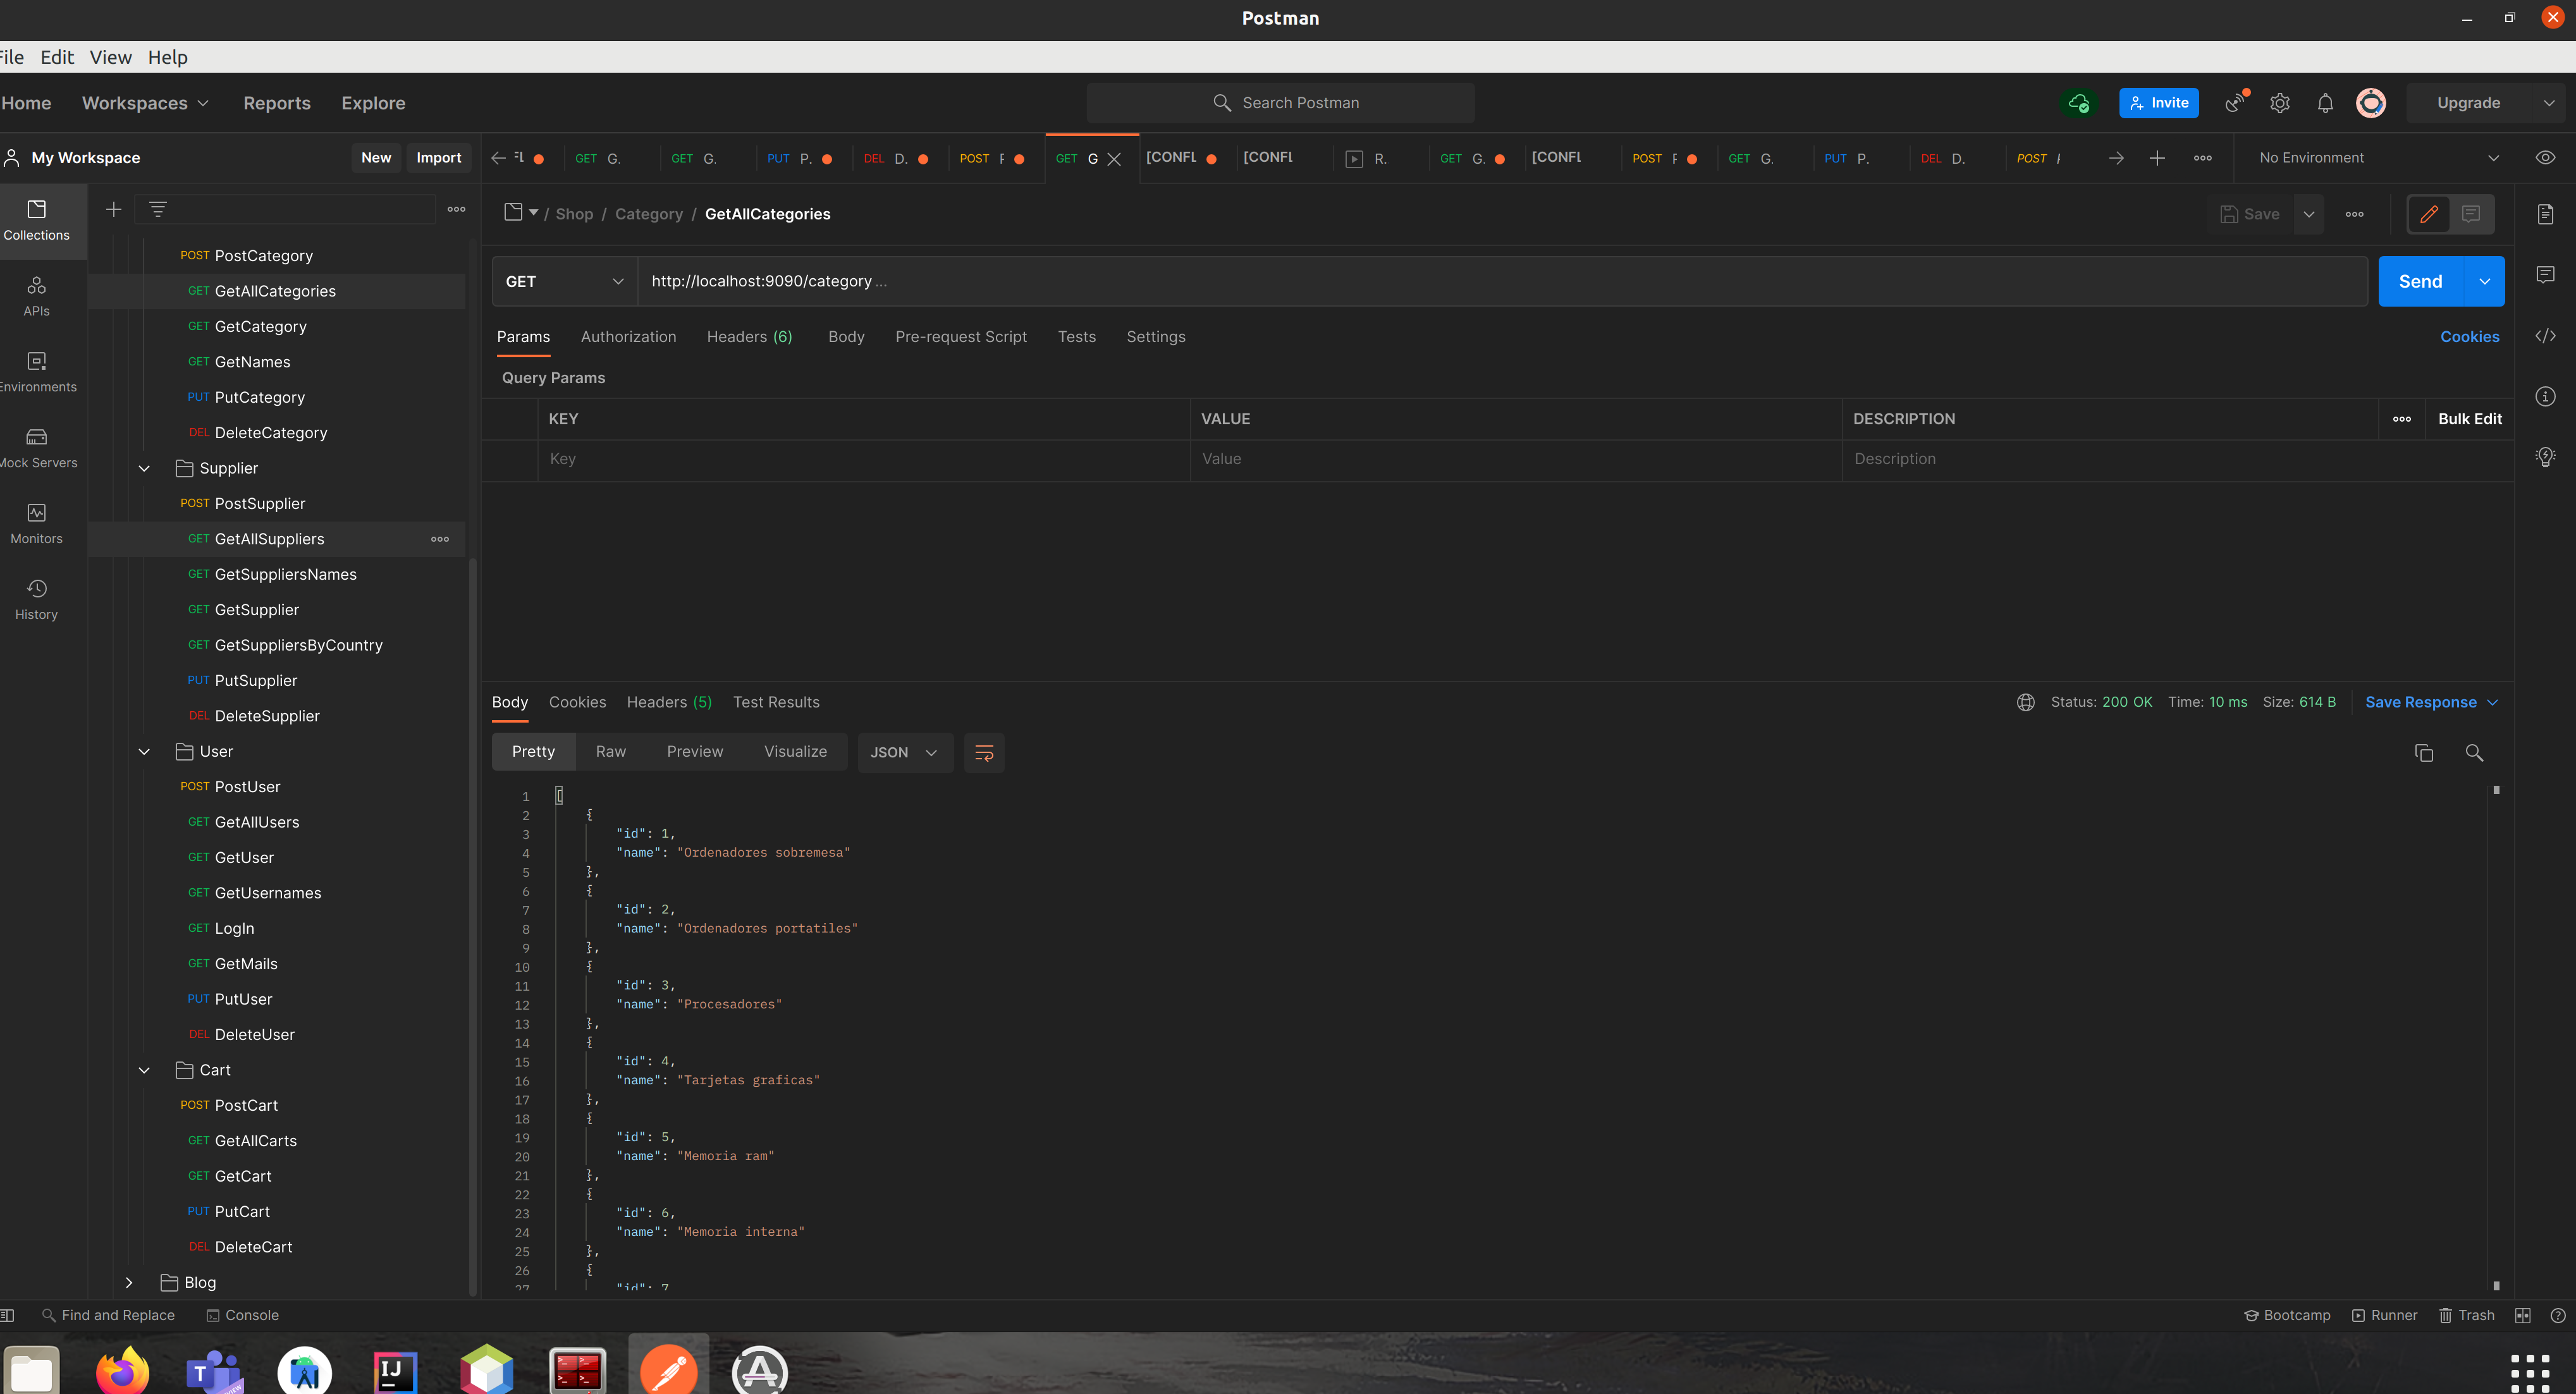 Postman
File Edit View Help
Home Workspaces Reports Explore Search Postman Invite Upgrade
My Workspace New Import GET G. GET G. PUT P. DEL D. POST GET G [CONFL [CONFL R. GET G. [CONFL POST GET G. PUT P. DEL D. POST No Environment
Collections
APIs
Environments
Mock Servers
Monitors
History
POST PostCategory
GET GetAllCategories
GET GetCategory
GET GetNames
PUT PutCategory
DEL DeleteCategory
Supplier
POST PostSupplier
GET GetAllSuppliers
GET GetSuppliersNames
GET GetSupplier
GET GetSuppliersByCountry
PUT PutSupplier
DEL DeleteSupplier
User
POST PostUser
GET GetAllUsers
GET GetUser
GET GetUsernames
GET LogIn
GET GetMails
PUT PutUser
DEL DeleteUser
Cart
POST PostCart
GET GetAllCarts
GET GetCart
PUT PutCart
DEL DeleteCart
Blog
/ Shop / Category / GetAllCategories Save
GET http://localhost:9090/category ... Send
Params Authorization Headers (6) Body Pre-request Script Tests Settings Cookies
Query Params
KEY VALUE DESCRIPTION Bulk Edit
Key Value Description
Body Cookies Headers (5) Test Results Status: 200 OK Time: 10 ms Size: 614 B Save Response
Pretty Raw Preview Visualize JSON
1 [
2 {
3 "id": 1,
4 "name": "Ordenadores sobremesa"
5 },
6 {
7 "id": 2,
8 "name": "Ordenadores portatiles"
9 },
10 {
11 "id": 3,
12 "name": "Procesadores"
13 },
14 {
15 "id": 4,
16 "name": "Tarjetas graficas"
17 },
18 {
19 "id": 5,
20 "name": "Memoria ram"
21 },
22 {
23 "id": 6,
24 "name": "Memoria interna"
25 },
26 {
27 "id": 7
Find and Replace Console Bootcamp Runner Trash
T IJ A